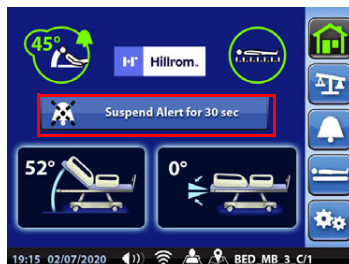 45°
H·r Hillrom.
Suspend Alert for 30 sec
52°
0°
19:15 02/07/2020 BED_MB_3_C/1